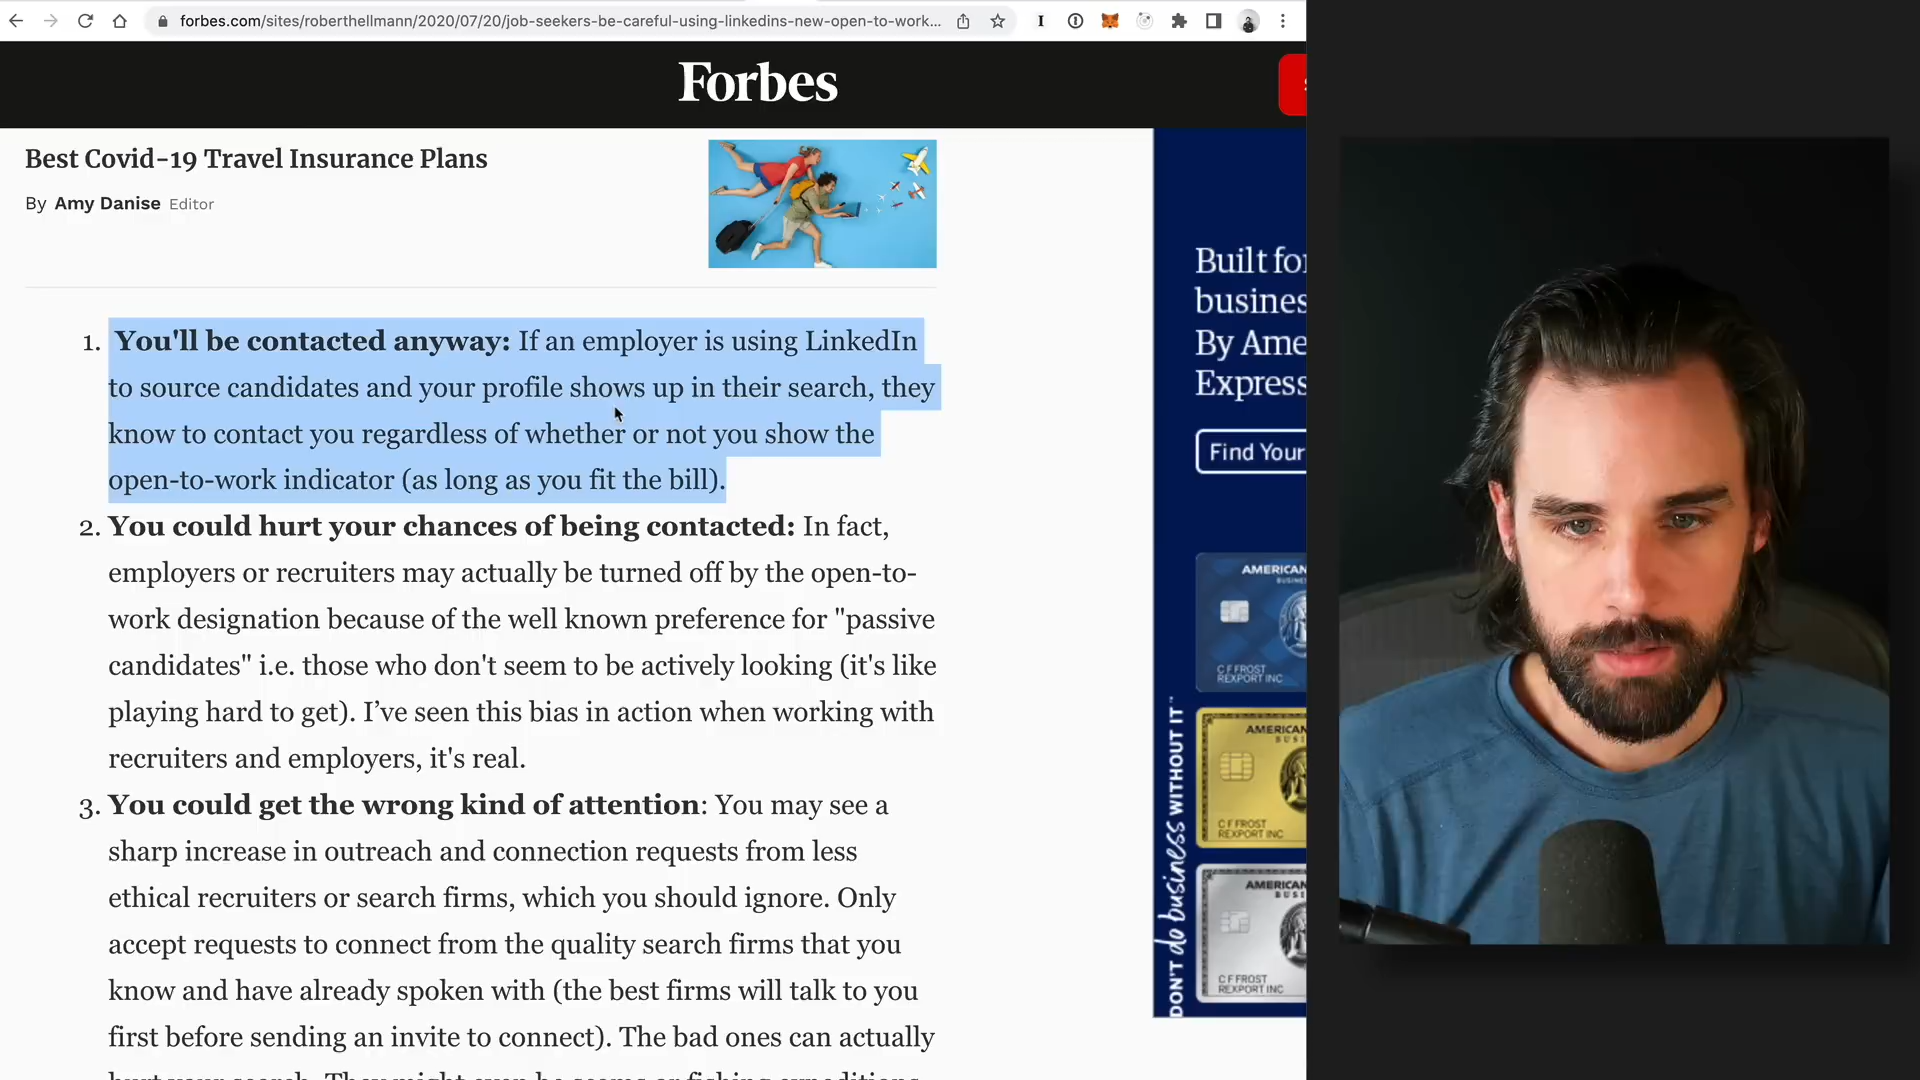 forbes.com/sites/roberthellmann/2020/07/20/job-seekers-be-careful-using-linkedins-new-open-to-work...
Forbes
Best Covid-19 Travel Insurance Plans
By Amy Danise Editor
1. You'll be contacted anyway: If an employer is using LinkedIn
to source candidates and your profile shows up in their search, they
know to contact you regardless of whether or not you show the
open-to-work indicator (as long as you fit the bill).
2. You could hurt your chances of being contacted: In fact,
employers or recruiters may actually be turned off by the open-to-
work designation because of the well known preference for "passive
candidates" i.e. those who don't seem to be actively looking (it's like
playing hard to get). I’ve seen this bias in action when working with
recruiters and employers, it's real.
3. You could get the wrong kind of attention: You may see a
sharp increase in outreach and connection requests from less
ethical recruiters or search firms, which you should ignore. Only
accept requests to connect from the quality search firms that you
know and have already spoken with (the best firms will talk to you
first before sending an invite to connect). The bad ones can actually
Built for
business
By Ame
Express
Find Your
AMERICAN
BUSINESS
C F FROST
REXPORT INC
AMERICAN
BUSI
C F FROST
REXPORT INC
AMERICAN
BUSI
C F FROST
REXPORT INC
DON'T do business WITHOUT IT™